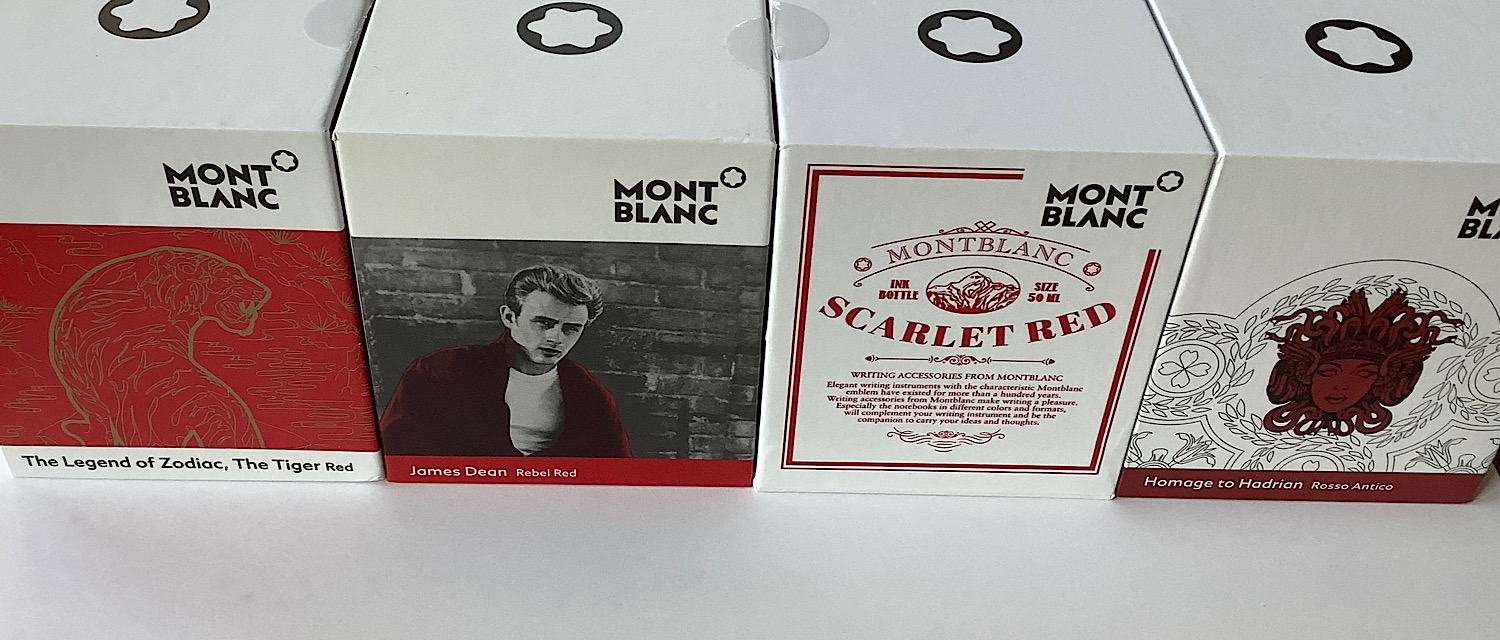 MONT
BLANC
The Legend of Zodiac, The Tiger Red
MONT
BLANC
James Dean Rebel Red
MONT
BLANC
MONTBLANC
INK
BOTTLE
SIZE
50 ML
SCARLET RED
WRITING ACCESSORIES FROM MONTBLANC
Elegant writing instruments with the characteristic Montblanc
emblem have existed for more than a hundred years.
Writing accessories from Montblanc make writing a pleasure.
Especially the notebooks in different colors and formats,
will complement your writing instrument and be the
companion to carry your ideas and thoughts.
M
BL
Homage to Hadrian Rosso Antico